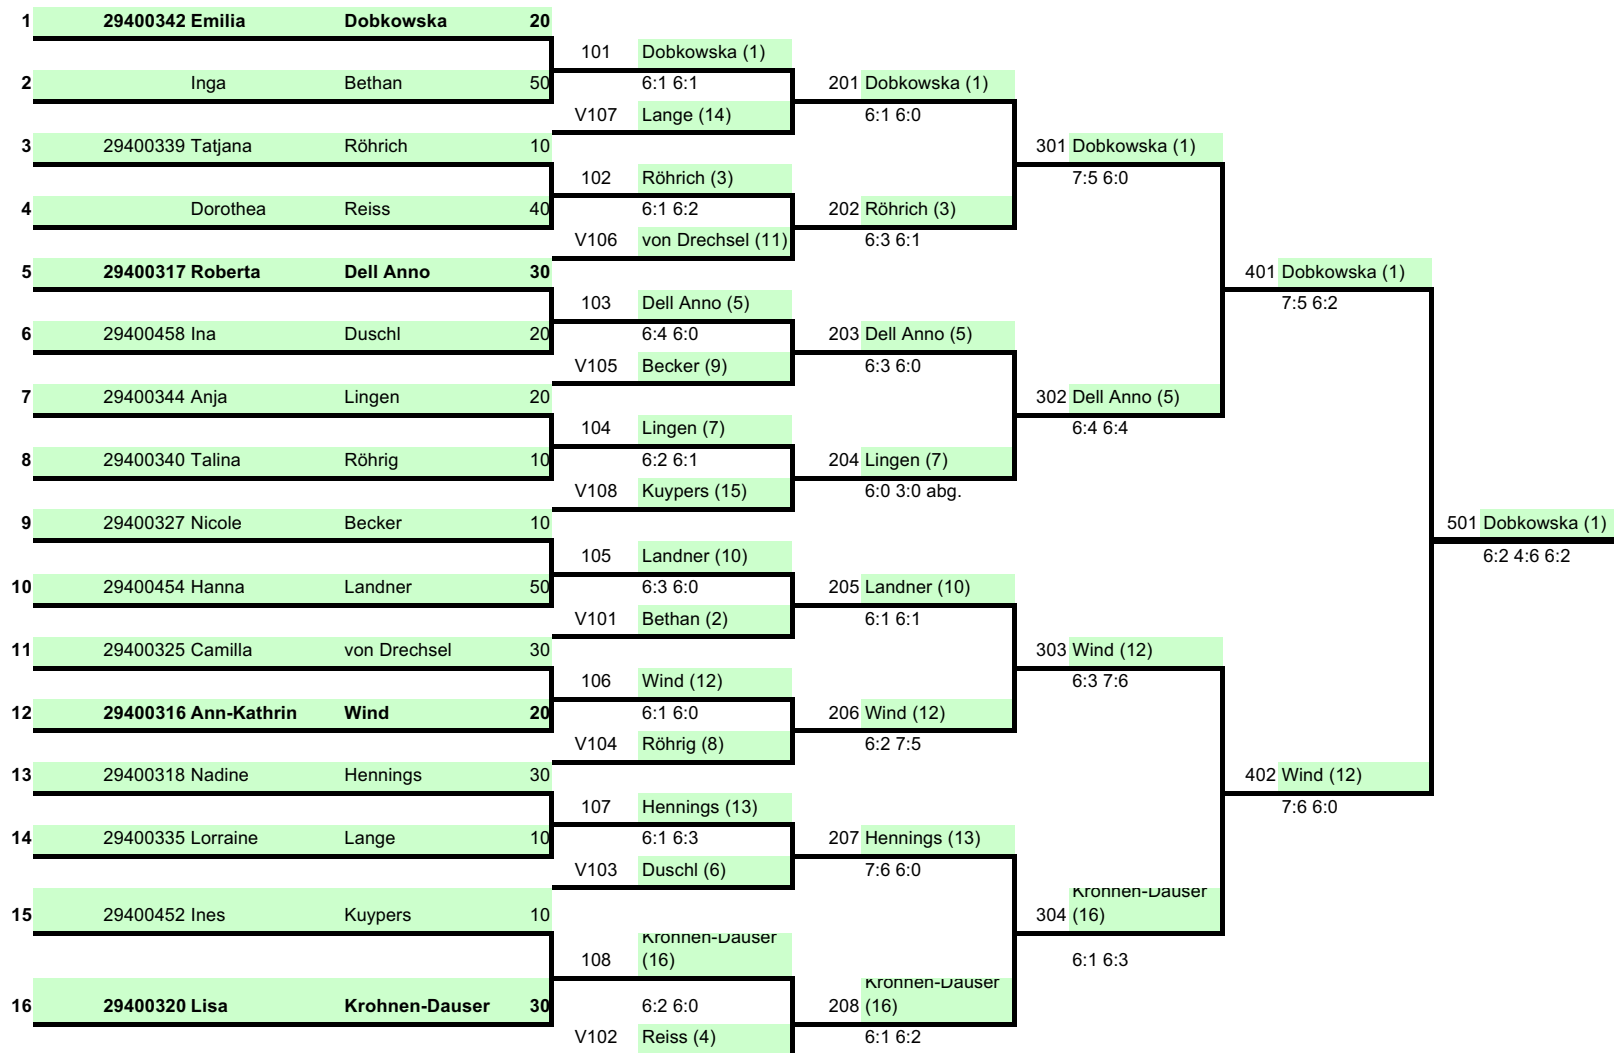 1 29400342 Emilia Dobkowska 20
101 Dobkowska (1)
2 Inga Bethan 50 6:1 6:1 201 Dobkowska (1)
V107 Lange (14) 6:1 6:0
3 29400339 Tatjana Röhrich 10 301 Dobkowska (1)
102 Röhrich (3) 7:5 6:0
4 Dorothea Reiss 40 6:1 6:2 202 Röhrich (3)
V106 von Drechsel (11) 6:3 6:1
5 29400317 Roberta Dell Anno 30 401 Dobkowska (1)
103 Dell Anno (5) 7:5 6:2
6 29400458 Ina Duschl 20 6:4 6:0 203 Dell Anno (5)
V105 Becker (9) 6:3 6:0
7 29400344 Anja Lingen 20 302 Dell Anno (5)
104 Lingen (7) 6:4 6:4
8 29400340 Talina Röhrig 10 6:2 6:1 204 Lingen (7)
V108 Kuypers (15) 6:0 3:0 abg.
9 29400327 Nicole Becker 10 501 Dobkowska (1)
105 Landner (10) 6:2 4:6 6:2
10 29400454 Hanna Landner 50 6:3 6:0 205 Landner (10)
V101 Bethan (2) 6:1 6:1
11 29400325 Camilla von Drechsel 30 303 Wind (12)
106 Wind (12) 6:3 7:6
12 29400316 Ann-Kathrin Wind 20 6:1 6:0 206 Wind (12)
V104 Röhrig (8) 6:2 7:5
13 29400318 Nadine Hennings 30 402 Wind (12)
107 Hennings (13) 7:6 6:0
14 29400335 Lorraine Lange 10 6:1 6:3 207 Hennings (13)
V103 Duschl (6) 7:6 6:0
Krohnen-Dauser
15 29400452 Ines Kuypers 10 304 (16)
Krohnen-Dauser
108 (16) 6:1 6:3
Krohnen-Dauser
16 29400320 Lisa Krohnen-Dauser 30 6:2 6:0 208 (16)
V102 Reiss (4) 6:1 6:2